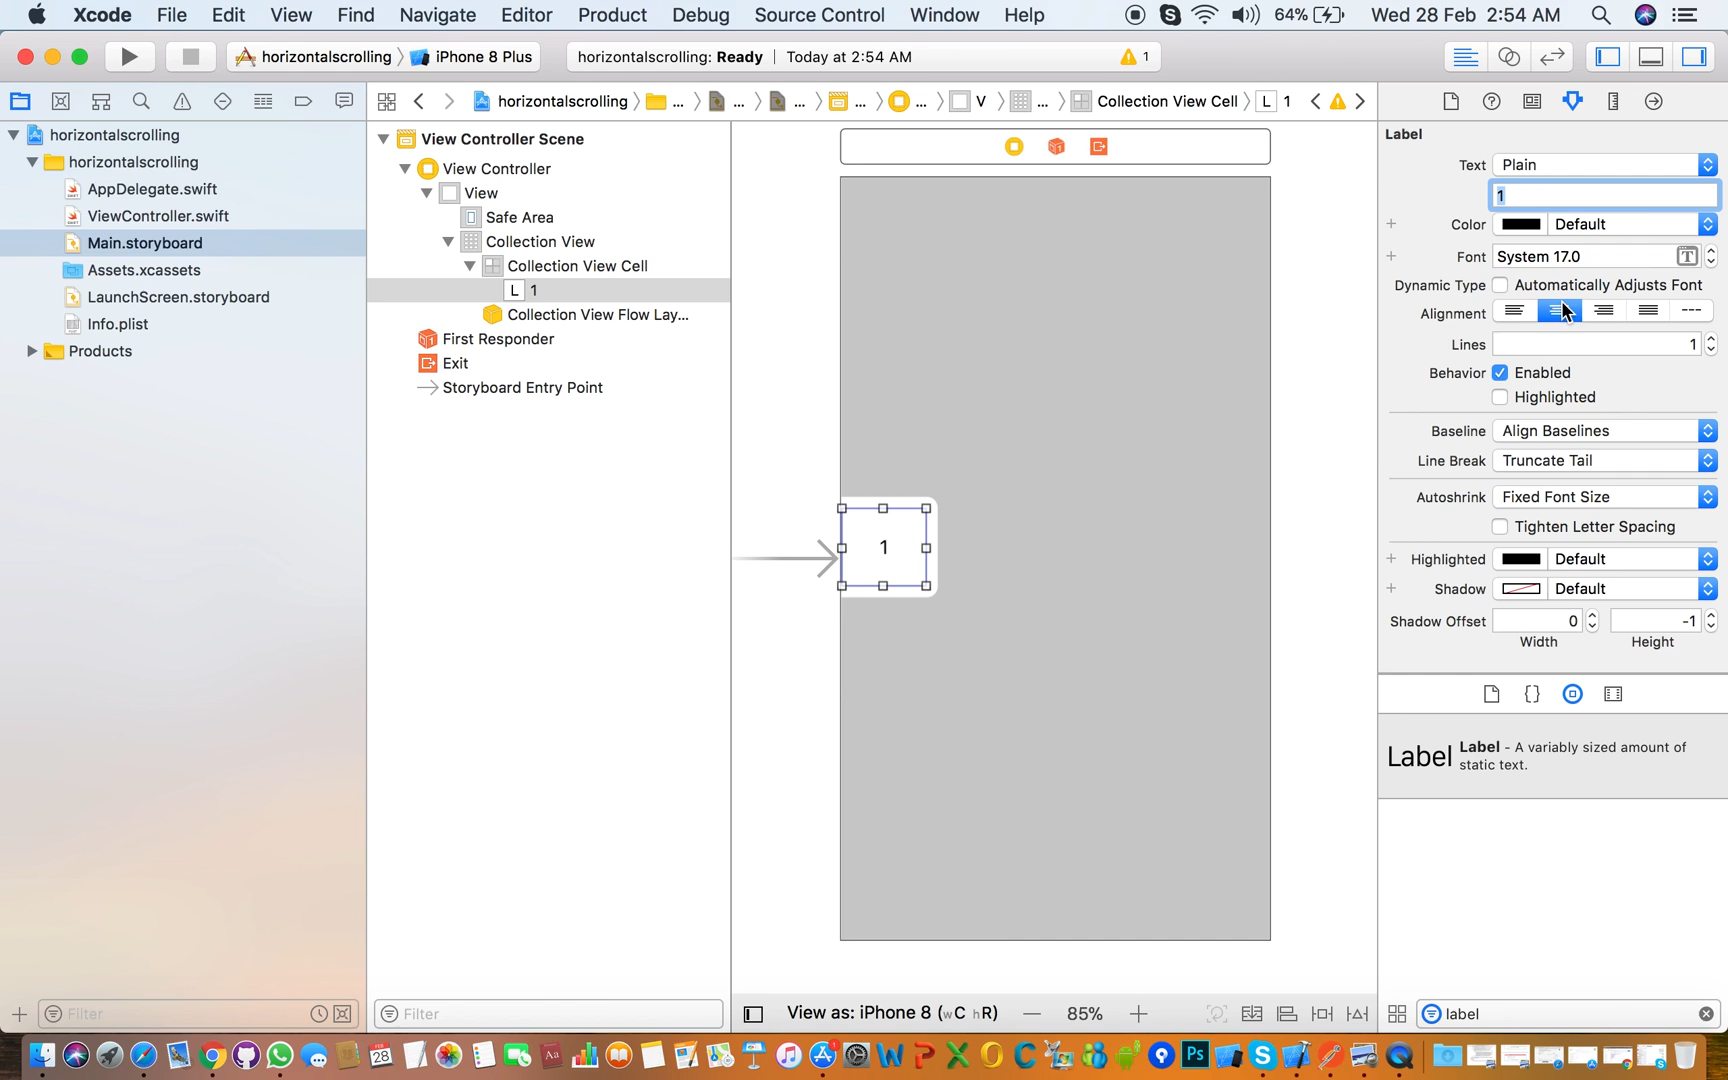 Xcode File Edit View Find Navigate Editor Product Debug Source Control Window Help 64% Wed 28 Feb 2:54 AM
horizontalscrolling iPhone 8 Plus horizontalscrolling: Ready Today at 2:54 AM 1
horizontalscrolling ... ... ... ... ... V ... Collection View Cell L 1
horizontalscrolling
horizontalscrolling
AppDelegate.swift
ViewController.swift
Main.storyboard
Assets.xcassets
LaunchScreen.storyboard
Info.plist
Products
Filter
View Controller Scene
View Controller
View
Safe Area
Collection View
Collection View Cell
L 1
Collection View Flow Lay...
First Responder
Exit
Storyboard Entry Point
Filter
1
View as: iPhone 8 (wC hR) — 85% +
Label
Text Plain
1
Color Default
Font System 17.0 T
Dynamic Type Automatically Adjusts Font
Alignment
Lines 1
Behavior Enabled
Highlighted
Baseline Align Baselines
Line Break Truncate Tail
Autoshrink Fixed Font Size
Tighten Letter Spacing
Highlighted Default
Shadow Default
Shadow Offset 0 -1
Width Height
Label Label - A variably sized amount of
static text.
label